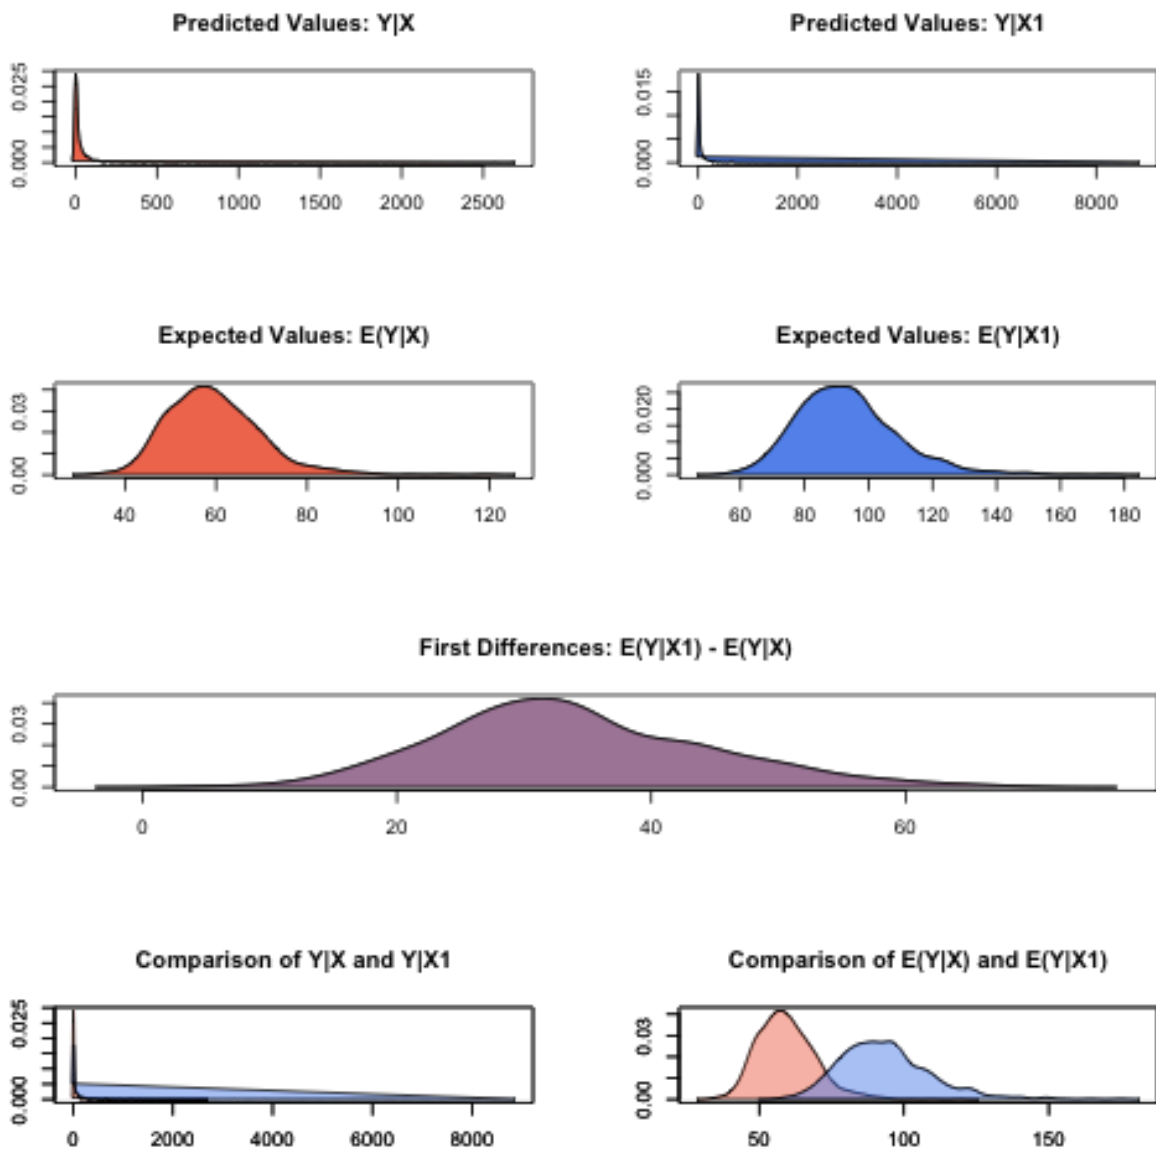 Predicted Values: Y|X
0.025
0.000
0 500 1000 1500 2000 2500
Predicted Values: Y|X1
0.015
0.000
0 2000 4000 6000 8000
Expected Values: E(Y|X)
0.03
0.00
40 60 80 100 120
Expected Values: E(Y|X1)
0.020
0.000
60 80 100 120 140 160 180
First Differences: E(Y|X1) - E(Y|X)
0.03
0.00
0 20 40 60
Comparison of Y|X and Y|X1
0.025
0.000
0 2000 4000 6000 8000
Comparison of E(Y|X) and E(Y|X1)
0.03
0.00
50 100 150